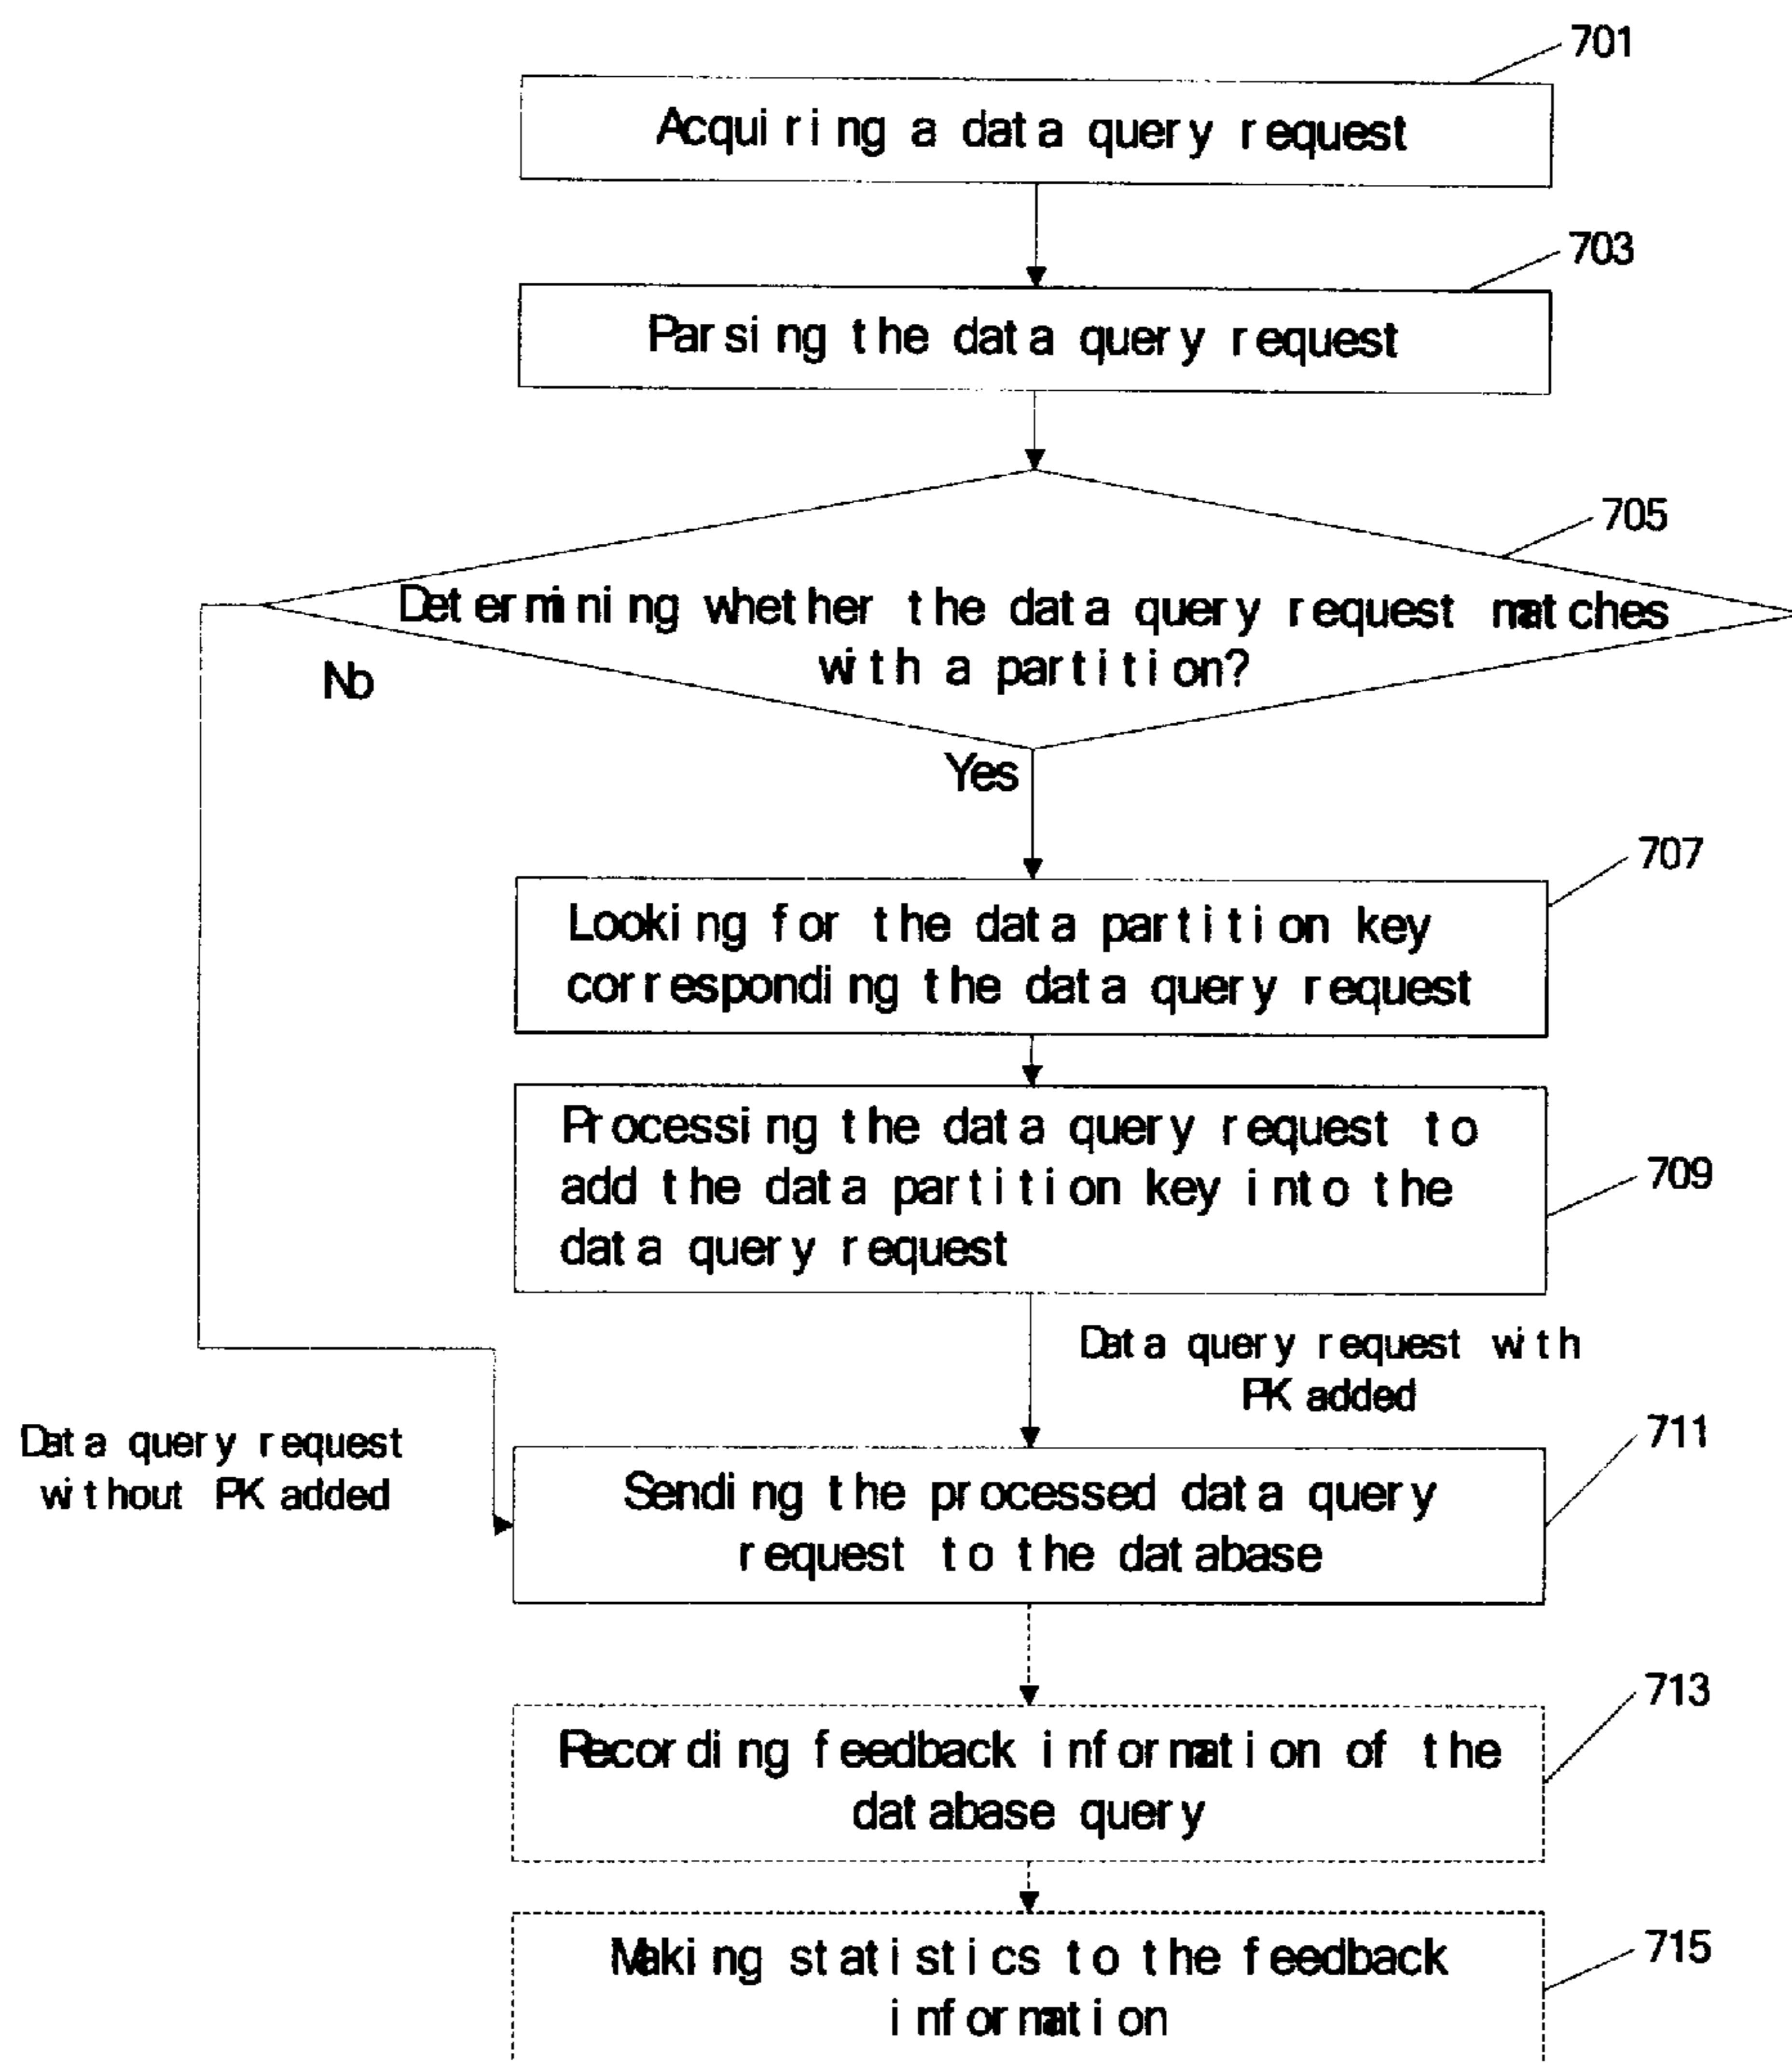 701
Acquiring a data query request
703
Parsing the data query request
705
Determining whether the data query request matches
with a partition?
No
Yes
707
Looking for the data partition key
corresponding the data query request
Processing the data query request to
add the data partition key into the
data query request
709
Data query request with
PK added
711
Data query request
without PK added
Sending the processed data query
request to the database
713
Recording feedback information of the
database query
715
Making statistics to the feedback
information